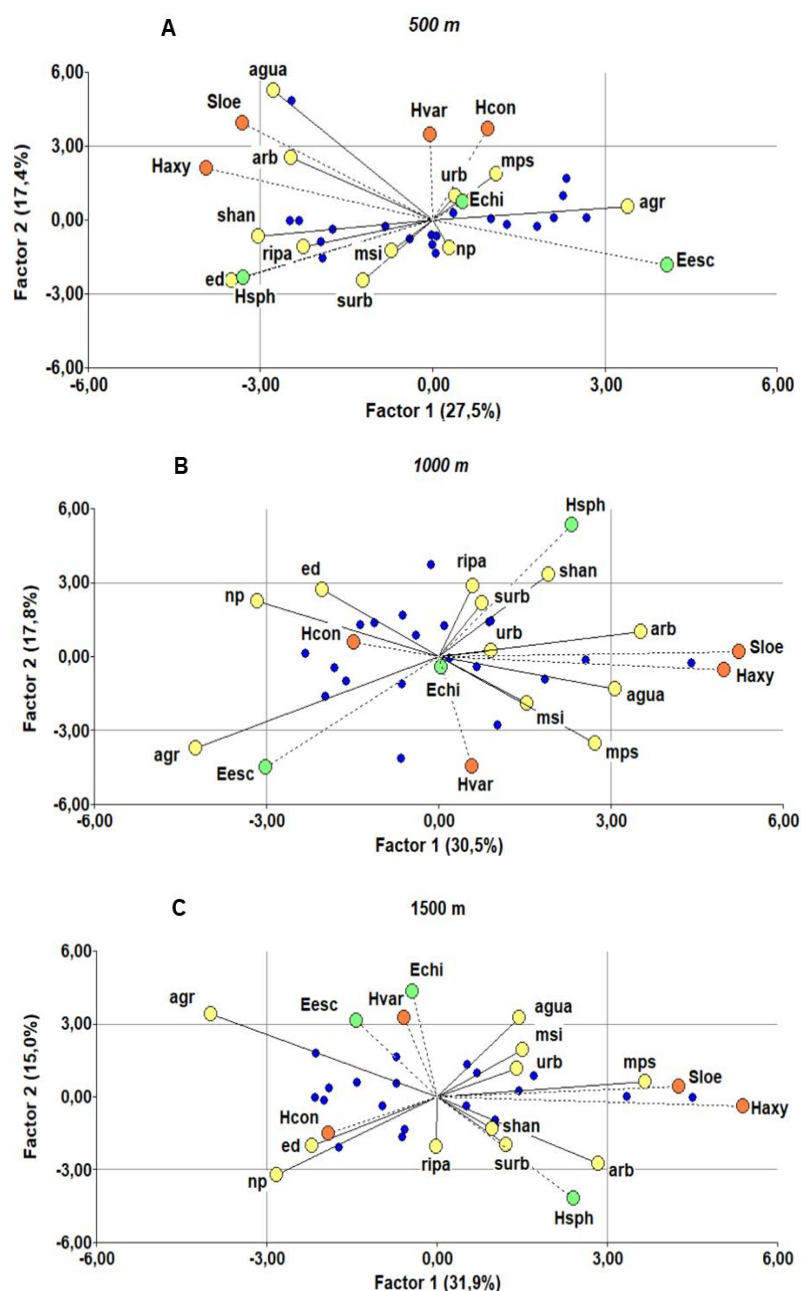 A
500 m
agua
6,00
Sloe
Hvar
Hcon
3,00
Haxy
arb
urb
mps
Echi
agr
0,00
shan
ripa
msi
np
Eesc
ed
Hsph
surb
-3,00
-6,00
-6,00 -3,00 0,00 3,00 6,00
Factor 1 (27,5%)
Factor 2 (17,4%)
B
1000 m
6,00
Hsph
ed
ripa
shan
3,00
np
surb
Hcon
urb
arb
Sloe
0,00
Haxy
Echi
agua
msi
-3,00
agr
mps
Eesc
Hvar
-6,00
-6,00 -3,00 0,00 3,00 6,00
Factor 1 (30,5%)
Factor 2 (17,8%)
C
1500 m
6,00
Echi
agr
Eesc
Hvar
agua
3,00
msi
urb
mps
Sloe
0,00
Haxy
Hcon
shan
ed
ripa
surb
arb
-3,00
np
Hsph
-6,00
-6,00 -3,00 0,00 3,00 6,00
Factor 1 (31,9%)
Factor 2 (15,0%)